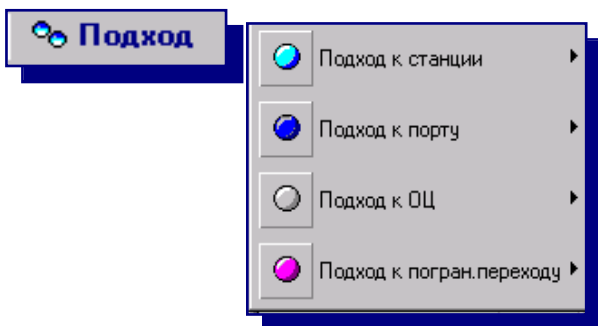 Подход
Подход к станции
Подход к порту
Подход к ОЦ
Подход к погран.переходу